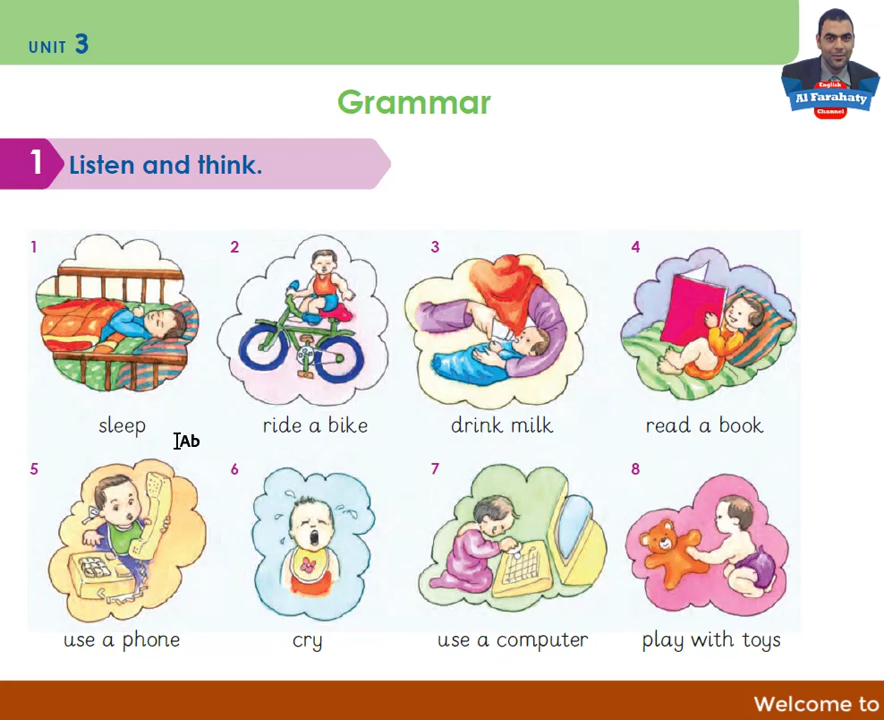 UNIT 3
English
Al Farahaty
Channel
Grammar
1 Listen and think.
1 2 3 4
sleep ride a bike drink milk read a book
Ab
5 6 7 8
use a phone cry use a computer play with toys
Welcome to